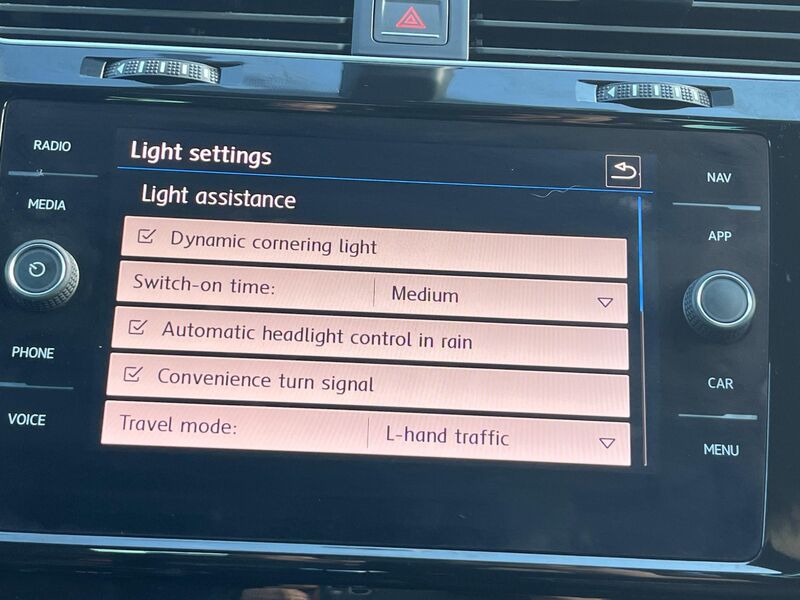 RADIO
MEDIA
PHONE
VOICE
Light settings
Light assistance
Dynamic cornering light
Switch-on time: Medium
Automatic headlight control in rain
Convenience turn signal
Travel mode: L-hand traffic
NAV
APP
CAR
MENU